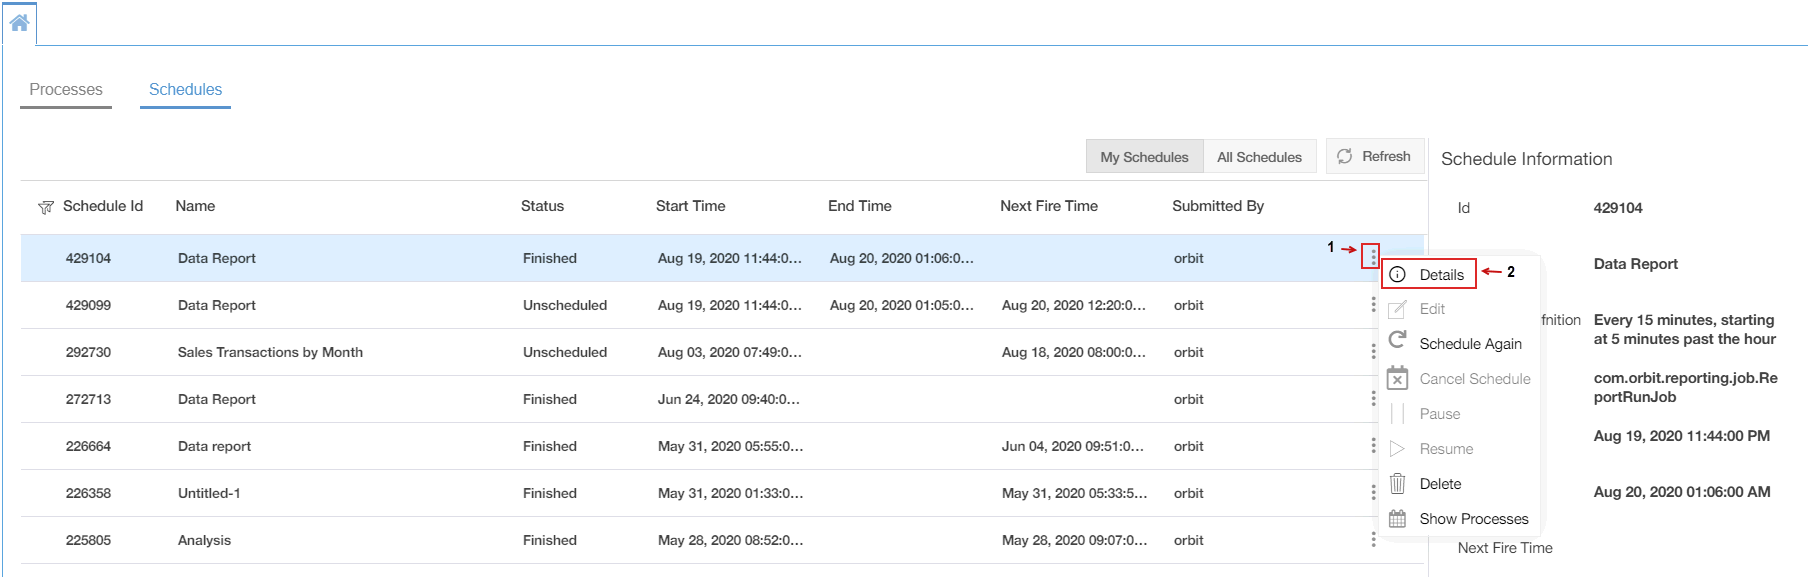 Processes
Schedules
My Schedules
All Schedules
Refresh
Schedule Id Name Status Start Time End Time Next Fire Time Submitted By
429104 Data Report Finished Aug 19, 2020 11:44:0... Aug 20, 2020 01:06:0... orbit
429099 Data Report Unscheduled Aug 19, 2020 11:44:0... Aug 20, 2020 01:05:0... Aug 20, 2020 12:20:0... orbit
292730 Sales Transactions by Month Unscheduled Aug 03, 2020 07:49:0... Aug 18, 2020 08:00:0... orbit
272713 Data Report Finished Jun 24, 2020 09:40:0... orbit
226664 Data report Finished May 31, 2020 05:55:0... Jun 04, 2020 09:51:0... orbit
226358 Untitled-1 Finished May 31, 2020 01:33:0... May 31, 2020 05:33:5... orbit
225805 Analysis Finished May 28, 2020 08:52:0... May 28, 2020 09:07:0... orbit
1
2
Details
Edit
Schedule Again
Cancel Schedule
Pause
Resume
Delete
Show Processes
Schedule Information
Id 429104
Data Report
fnition Every 15 minutes, starting
at 5 minutes past the hour
com.orbit.reporting.job.Re
portRunJob
Aug 19, 2020 11:44:00 PM
Aug 20, 2020 01:06:00 AM
Next Fire Time